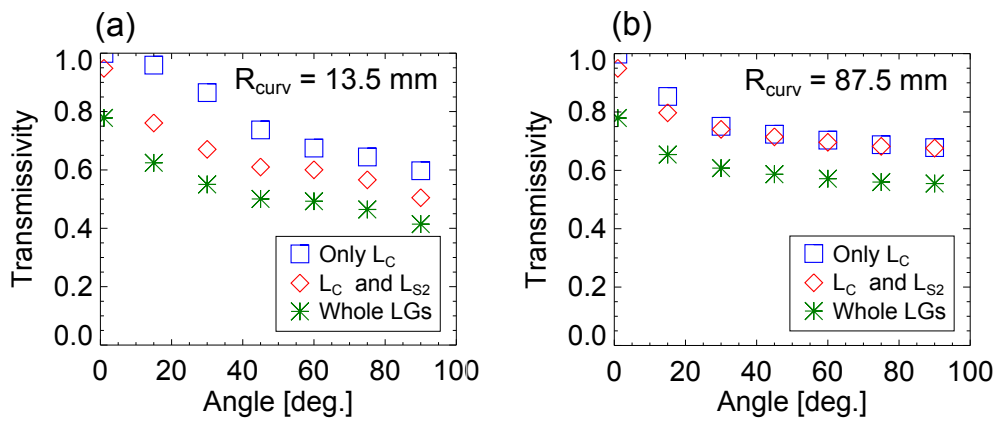 (a)
R_curv = 13.5 mm
1.0
0.8
0.6
0.4
0.2
0.0
Transmissivity
Only L_C
L_C and L_S2
Whole LGs
0 20 40 60 80 100
Angle [deg.]
(b)
R_curv = 87.5 mm
1.0
0.8
0.6
0.4
0.2
0.0
Transmissivity
Only L_C
L_C and L_S2
Whole LGs
0 20 40 60 80 100
Angle [deg.]